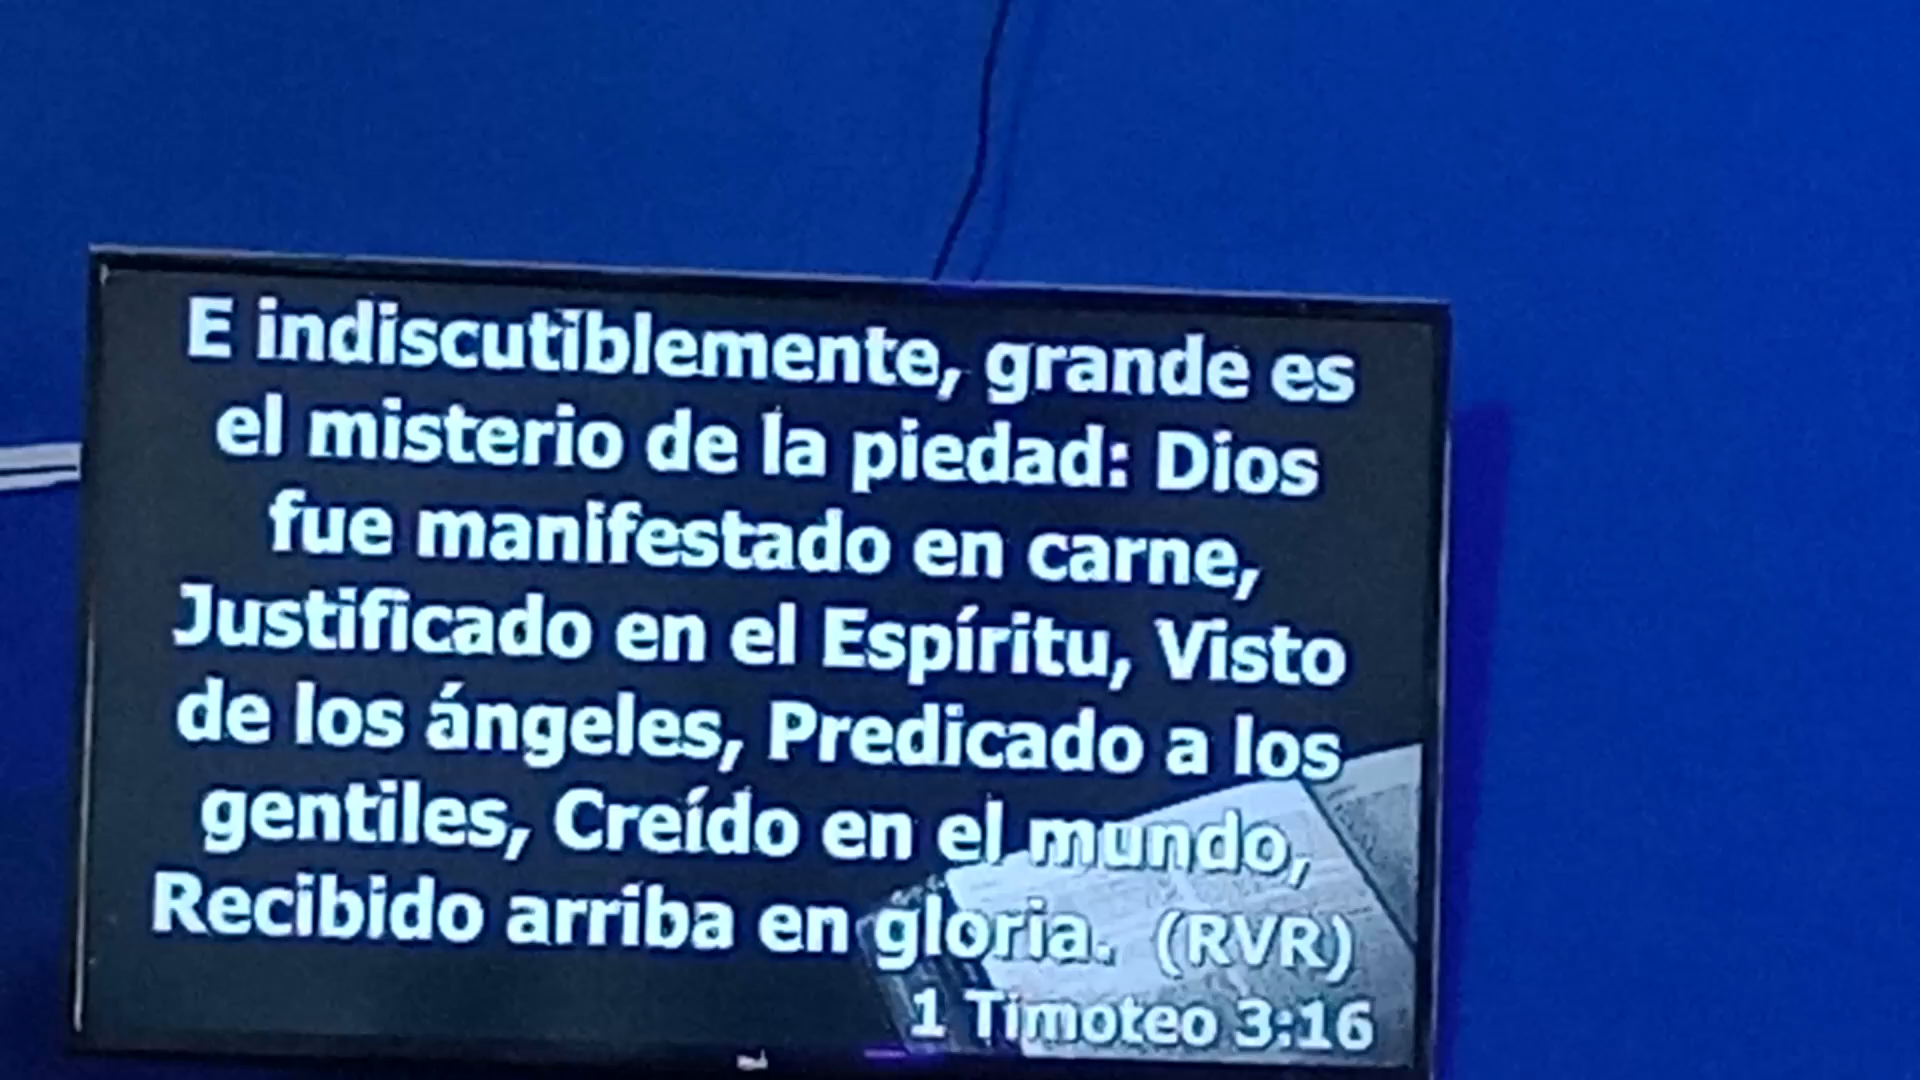 E indiscutiblemente, grande es
el misterio de la piedad: Dios
fue manifestado en carne,
Justificado en el Espíritu, Visto
de los ángeles, Predicado a los
gentiles, Creído en el mundo,
Recibido arriba en gloria. (RVR)
1 Timoteo 3:16